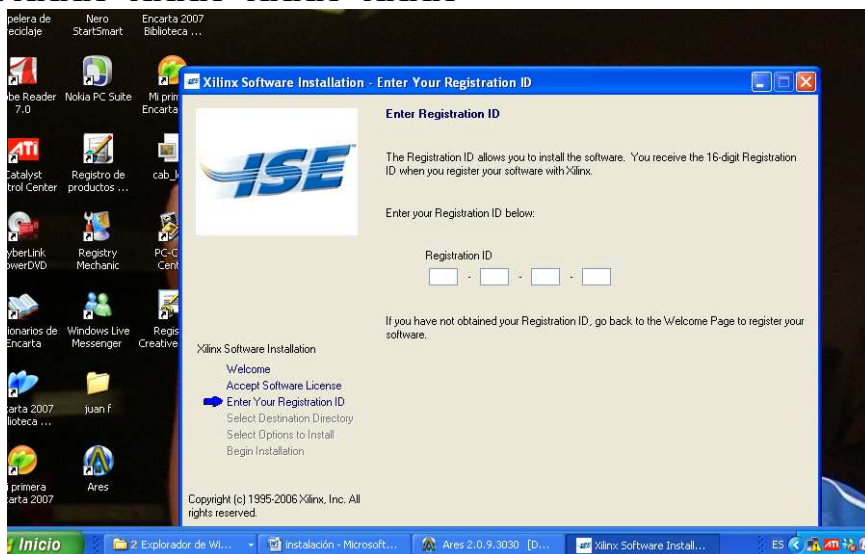 pelera de
reciclaje
Nero
StartSmart
Encarta 2007
Biblioteca ...
be Reader
7.0
Nokia PC Suite
Mi prim
Encarta
Catalyst
trol Center
Registro de
productos ...
cab_l
yberLink
owerDVD
Registry
Mechanic
PC-C
Cent
ionarios de
Encarta
Windows Live
Messenger
Regis
Creative
carta 2007
lioteca ...
juan f
i primera
carta 2007
Ares
Xilinx Software Installation - Enter Your Registration ID
ISE
Enter Registration ID
The Registration ID allows you to install the software. You receive the 16-digit Registration
ID when you register your software with Xilinx.
Enter your Registration ID below:
Registration ID
- - -
If you have not obtained your Registration ID, go back to the Welcome Page to register your
software.
Xilinx Software Installation
Welcome
Accept Software License
Enter Your Registration ID
Select Destination Directory
Select Options to Install
Begin Installation
Copyright (c) 1995-2006 Xilinx, Inc. All
rights reserved.
Inicio
2 Explorador de Wi...
instalación - Microsoft...
Ares 2.0.9.3030 [D...
Xilinx Software Install...
ES
ATI